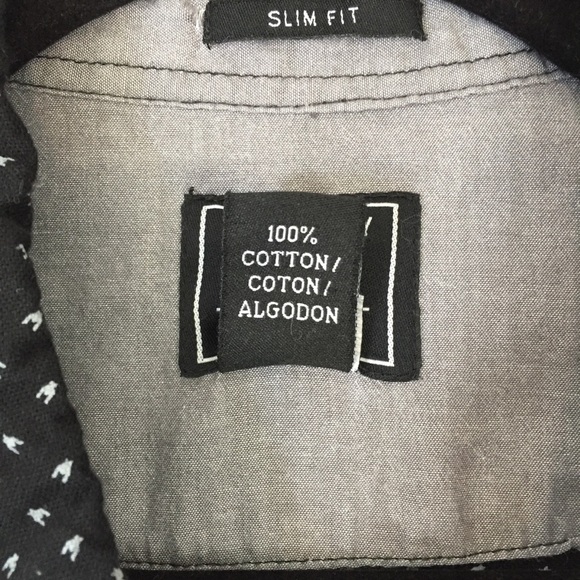 SLIM FIT
100%
COTTON/
COTON/
ALGODON